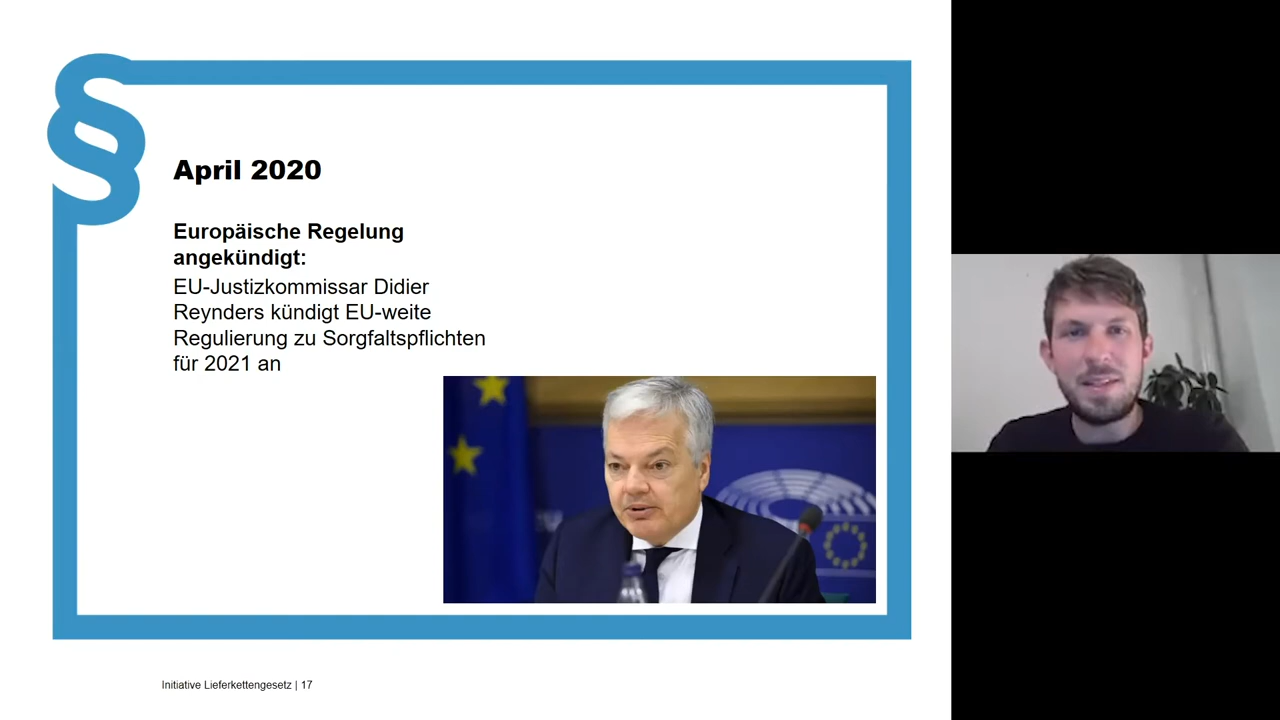 April 2020
Europäische Regelung
angekündigt:
EU-Justizkommissar Didier
Reynders kündigt EU-weite
Regulierung zu Sorgfaltspflichten
für 2021 an
Initiative Lieferkettengesetz | 17